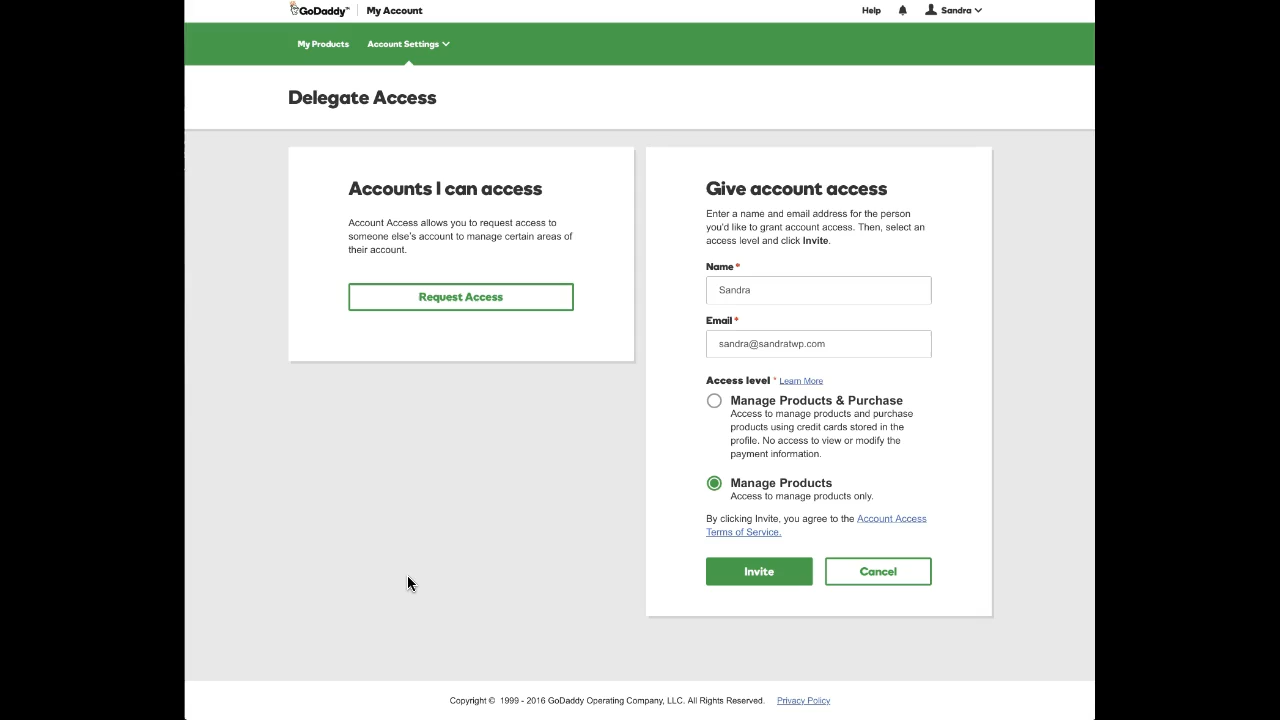 GoDaddy™ My Account Help Sandra
My Products Account Settings
Delegate Access
Accounts I can access
Account Access allows you to request access to
someone else's account to manage certain areas of
their account.
Request Access
Give account access
Enter a name and email address for the person
you'd like to grant account access. Then, select an
access level and click Invite.
Name *
Sandra
Email *
sandra@sandratwp.com
Access level * Learn More
Manage Products & Purchase
Access to manage products and purchase
products using credit cards stored in the
profile. No access to view or modify the
payment information.
Manage Products
Access to manage products only.
By clicking Invite, you agree to the Account Access
Terms of Service.
Invite Cancel
Copyright © 1999 - 2016 GoDaddy Operating Company, LLC. All Rights Reserved. Privacy Policy